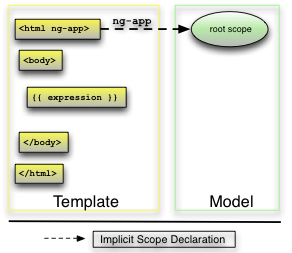 <html ng-app>
ng-app
root scope
<body>
{{ expression }}
</body>
</html>
Template
Model
Implicit Scope Declaration